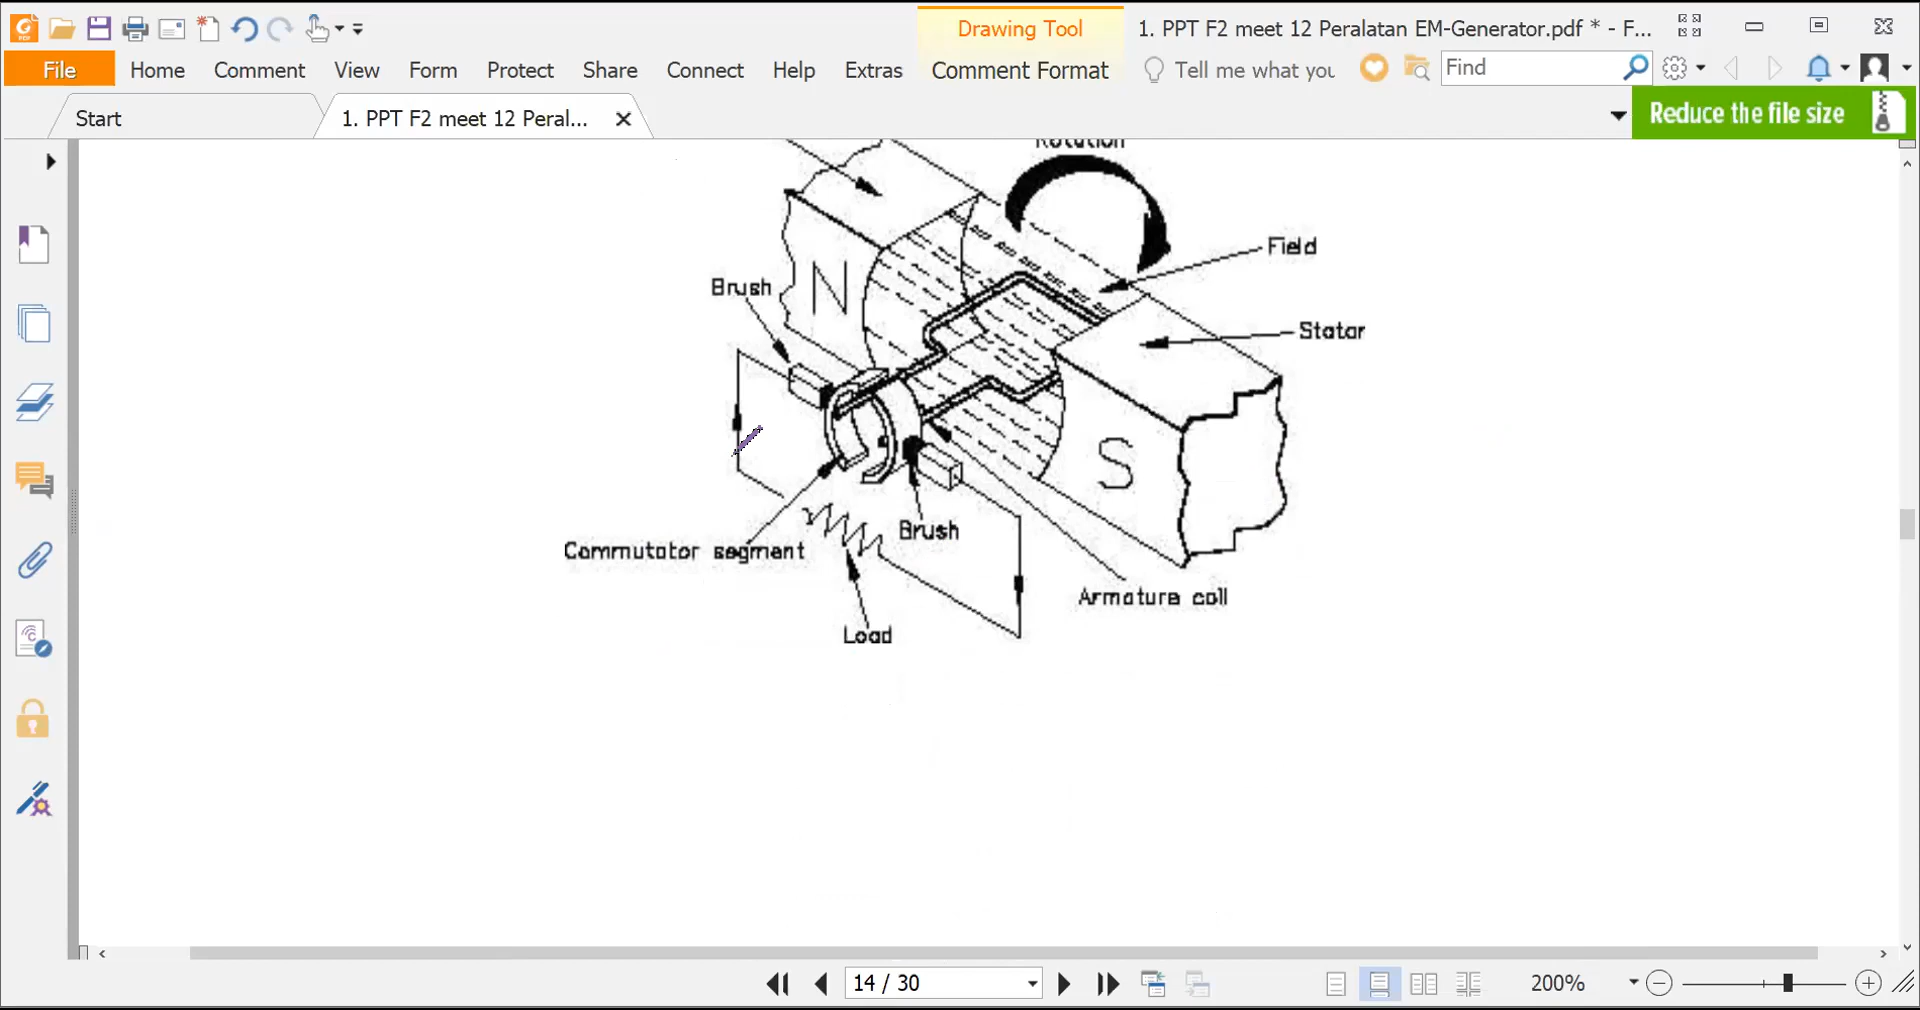 Drawing Tool
1. PPT F2 meet 12 Peralatan EM-Generator.pdf * - F...
File Home Comment View Form Protect Share Connect Help Extras Comment Format Tell me what you Find
Start
1. PPT F2 meet 12 Peral...
Reduce the file size
Rotation
Field
Brush
N
Stator
S
Brush
Commutator segment
Armature coil
Load
14 / 30
200%